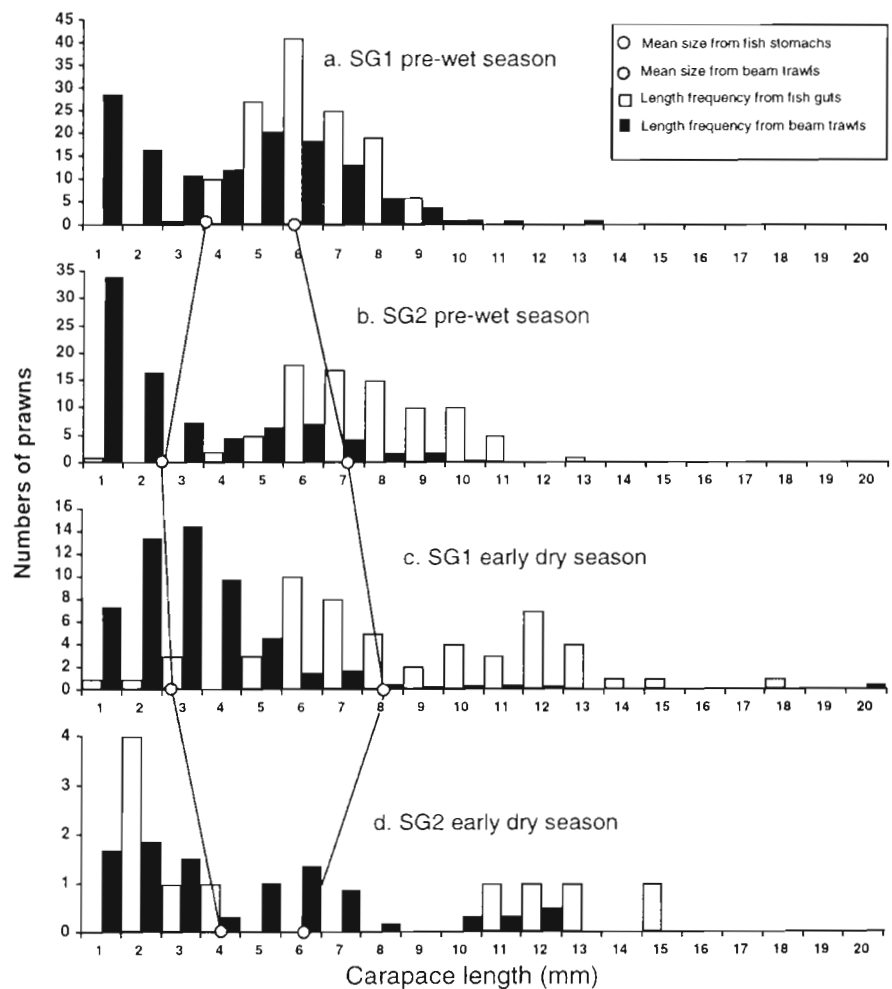 45
40
35
30
25
20
15
10
5
0
a. SG1 pre-wet season
Mean size from fish stomachs
Mean size from beam trawls
Length frequency from fish guts
Length frequency from beam trawls
1 2 3 4 5 6 7 8 9 10 11 12 13 14 15 16 17 18 19 20
35
30
25
20
15
10
5
0
b. SG2 pre-wet season
1 2 3 4 5 6 7 8 9 10 11 12 13 14 15 16 17 18 19 20
Numbers of prawns
16
14
12
10
8
6
4
2
0
c. SG1 early dry season
1 2 3 4 5 6 7 8 9 10 11 12 13 14 15 16 17 18 19 20
4
3
2
1
0
d. SG2 early dry season
1 2 3 4 5 6 7 8 9 10 11 12 13 14 15 16 17 18 19 20
Carapace length (mm)